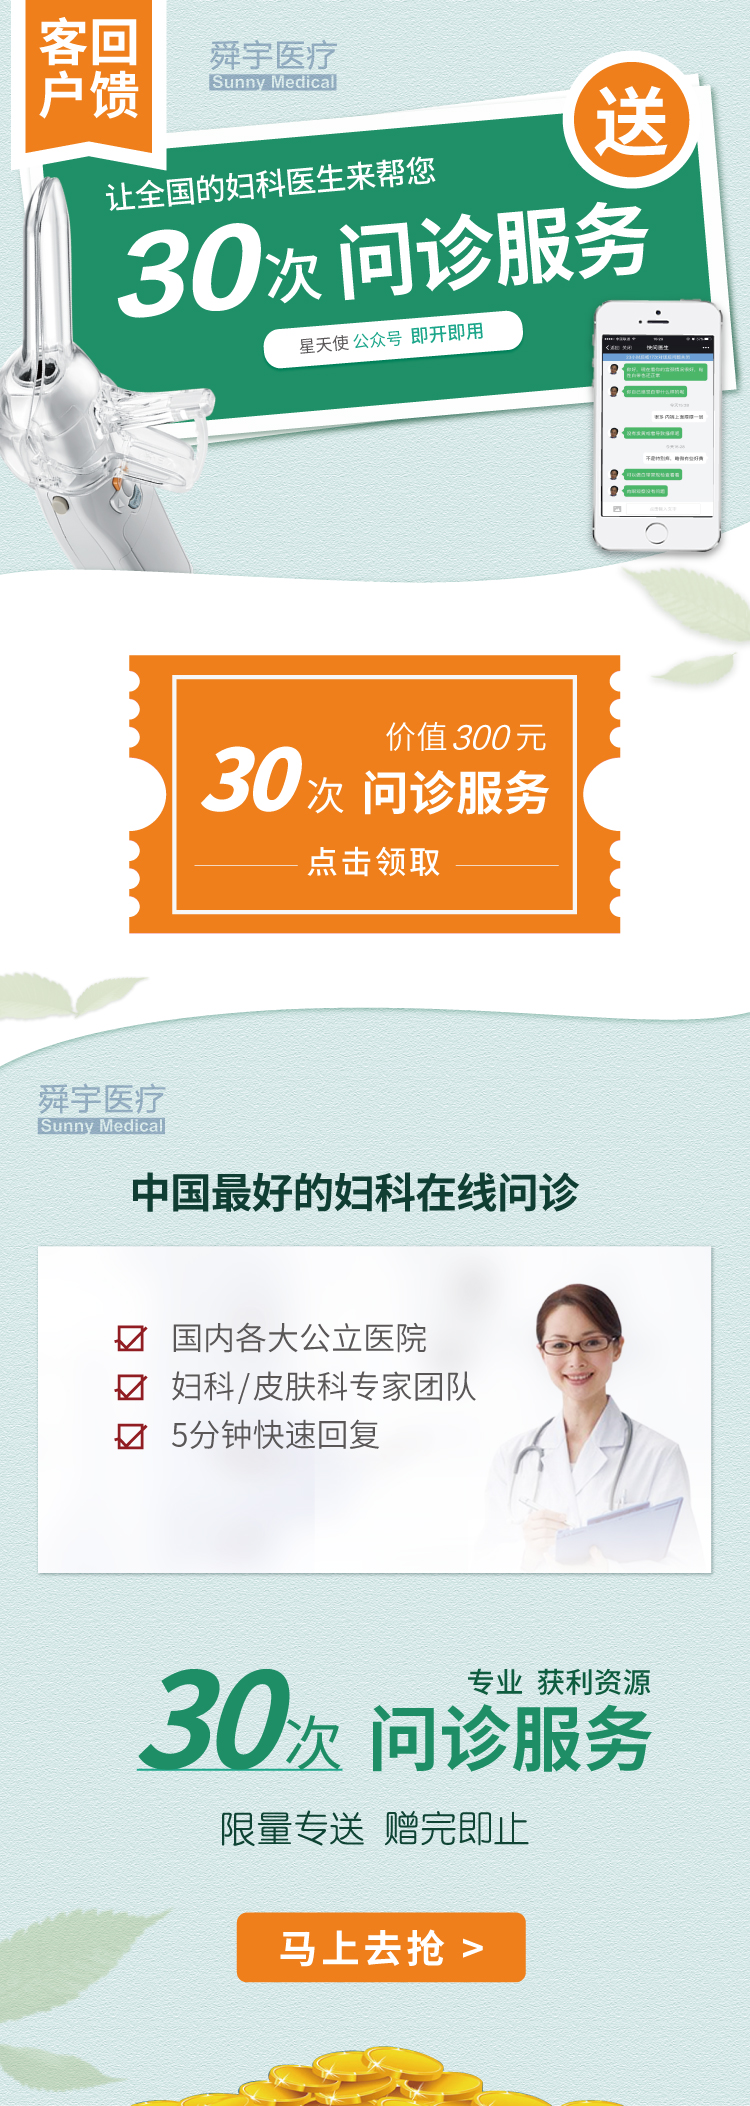 客回
户馈
舜宇医疗
Sunny Medical
送
让全国的妇科医生来帮您
30次 问诊服务
星天使 公众号 即开即用
价值300元
30次 问诊服务
点击领取
舜宇医疗
Sunny Medical
中国最好的妇科在线问诊
国内各大公立医院
妇科/皮肤科专家团队
5分钟快速回复
专业 获利资源
30次 问诊服务
限量专送 赠完即止
马上去抢 >